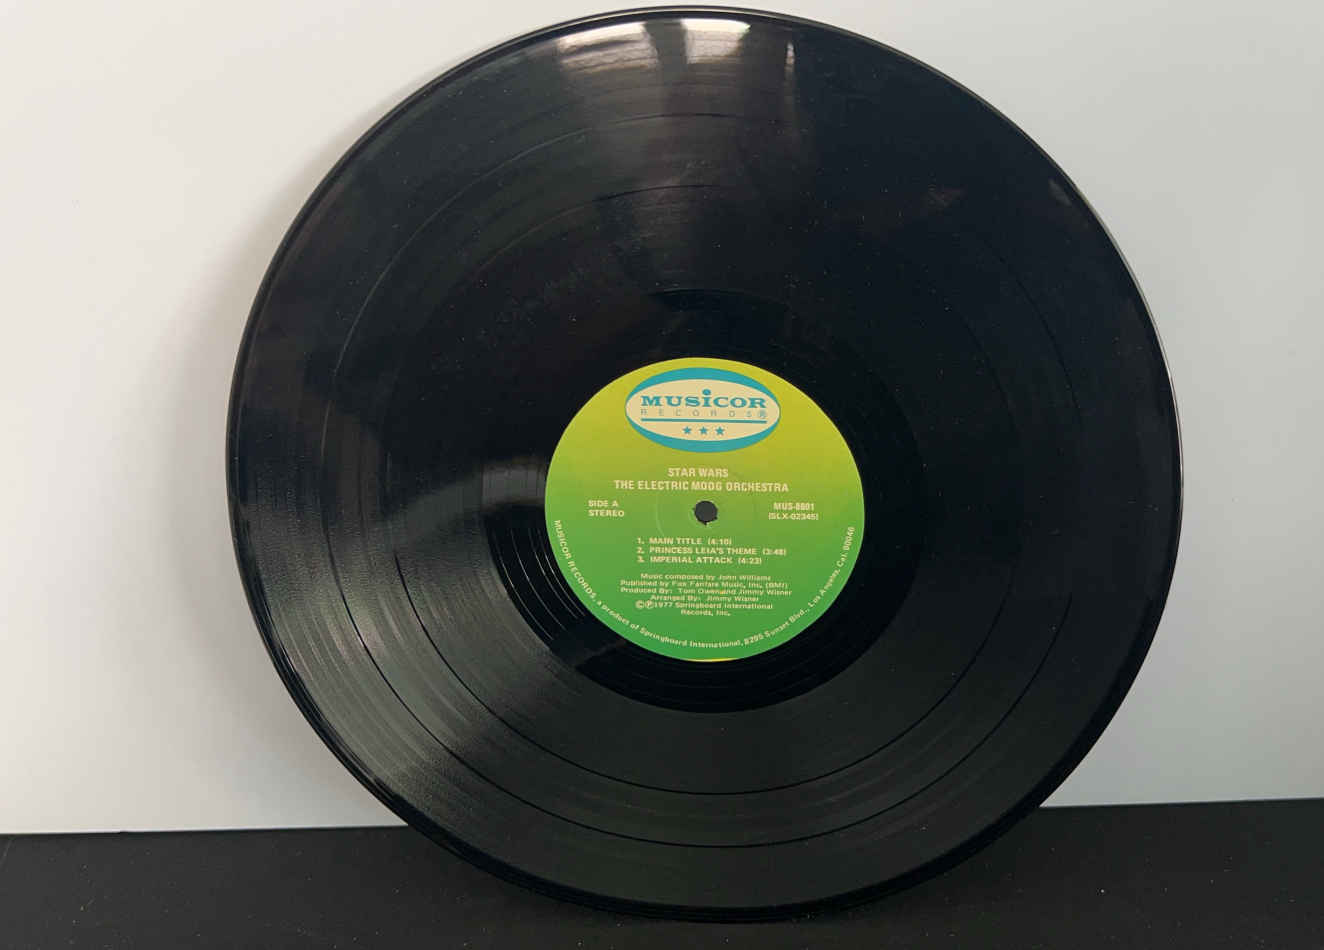 MUSiCOR
RECORDS®
★ ★ ★
STAR WARS
THE ELECTRIC MOOG ORCHESTRA
SIDE A
STEREO
MUS-8801
(SLX-02345)
1. MAIN TITLE (4:10)
2. PRINCESS LEIA'S THEME (3:48)
3. IMPERIAL ATTACK (4:23)
Music composed by John Williams
Published by Fox Fanfare Music, Inc. (BMI)
Produced By: Tom Owen and Jimmy Wisner
Arranged By: Jimmy Wisner
©℗1977 Springboard International
Records, Inc.
MUSICOR RECORDS, a product of Springboard International, 8295 Sunset Blvd., Los Angeles, Cal. 90046